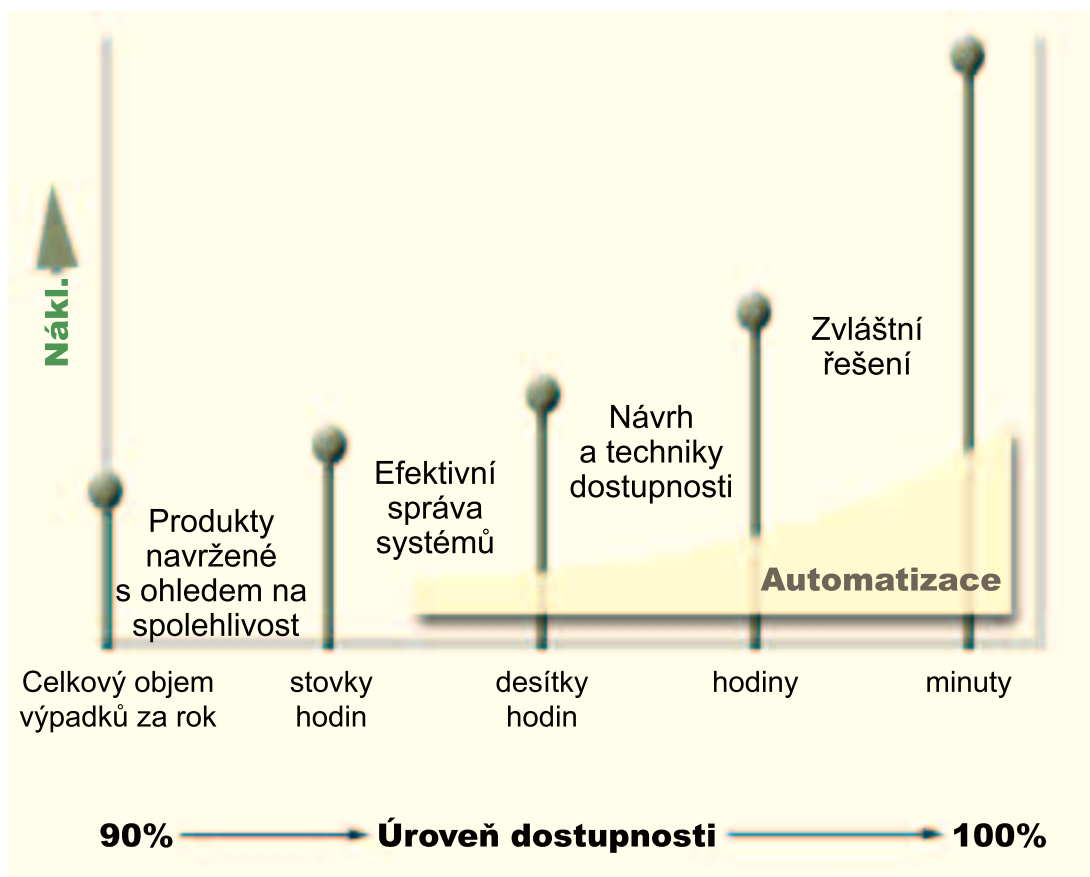 Nákl.
Zvláštní
řešení
Návrh
a techniky
dostupnosti
Efektivní
správa
systémů
Produkty
navržené
s ohledem na
spolehlivost
Automatizace
Celkový objem
výpadků za rok
stovky
hodin
desítky
hodin
hodiny
minuty
90% Úroveň dostupnosti 100%